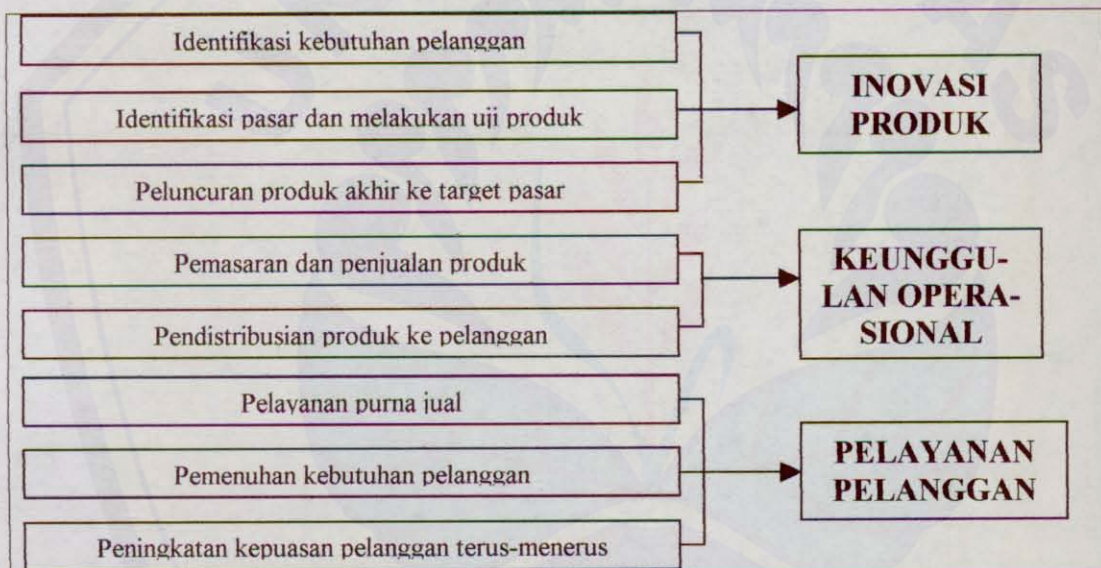 Identifikasi kebutuhan pelanggan
Identifikasi pasar dan melakukan uji produk
Peluncuran produk akhir ke target pasar
INOVASI
PRODUK
Pemasaran dan penjualan produk
Pendistribusian produk ke pelanggan
KEUNGGU-
LAN OPERA-
SIONAL
Pelayanan purna jual
Pemenuhan kebutuhan pelanggan
Peningkatan kepuasan pelanggan terus-menerus
PELAYANAN
PELANGGAN